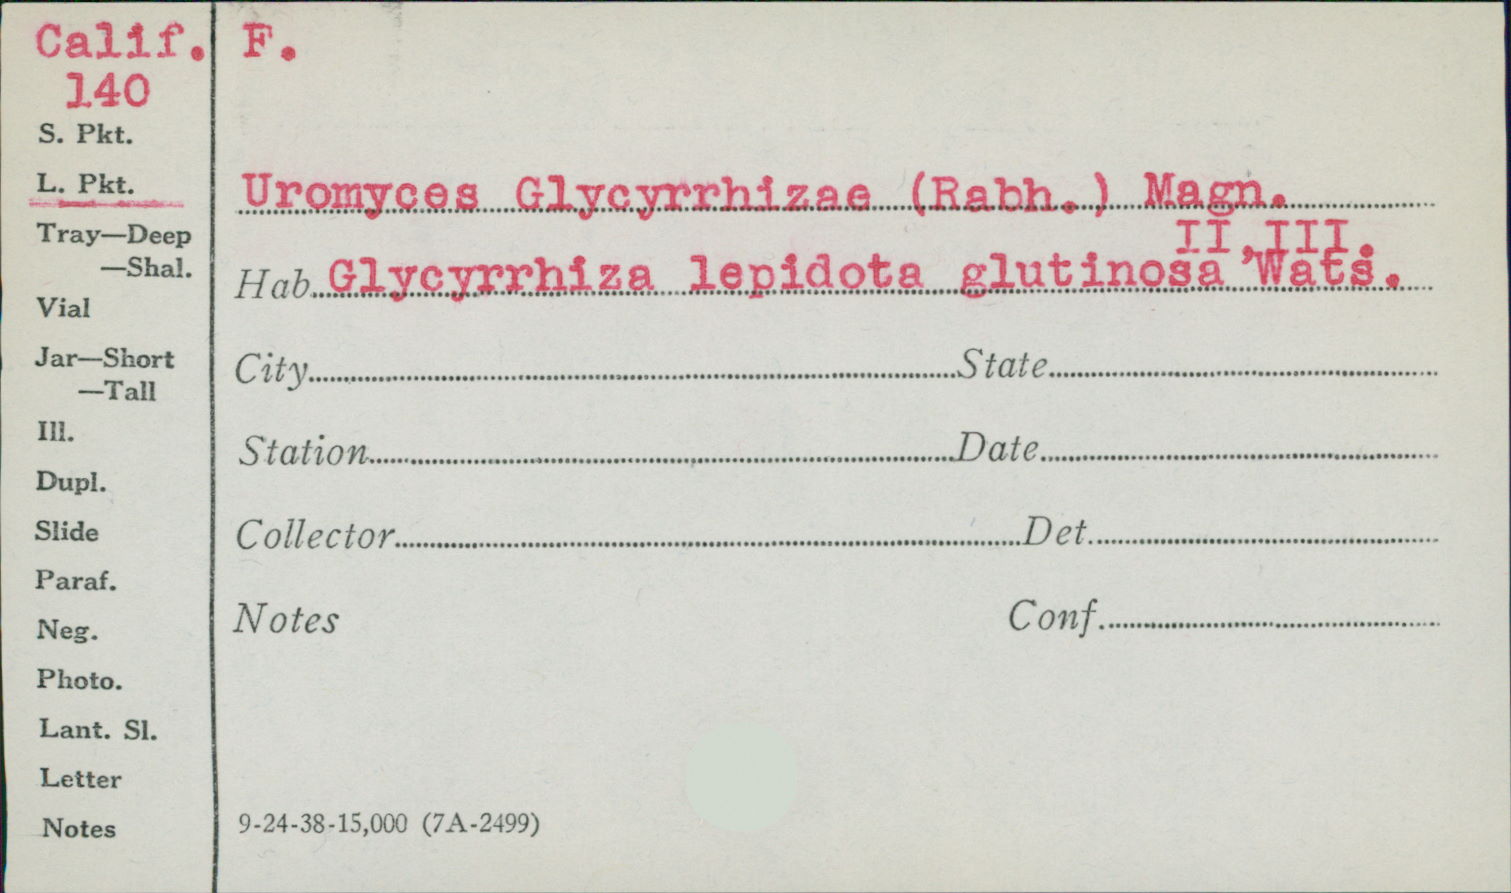 Calif. F.
140
S. Pkt.
L. Pkt.
Tray—Deep
—Shal.
Vial
Jar—Short
—Tall
Ill.
Dupl.
Slide
Paraf.
Neg.
Photo.
Lant. Sl.
Letter
Notes
Uromyces Glycyrrhizae (Rabh.) Magn.
II,III.
Hab. Glycyrrhiza lepidota glutinosa Wats.
City State
Station Date
Collector Det.
Notes Conf.
9-24-38-15,000 (7A-2499)